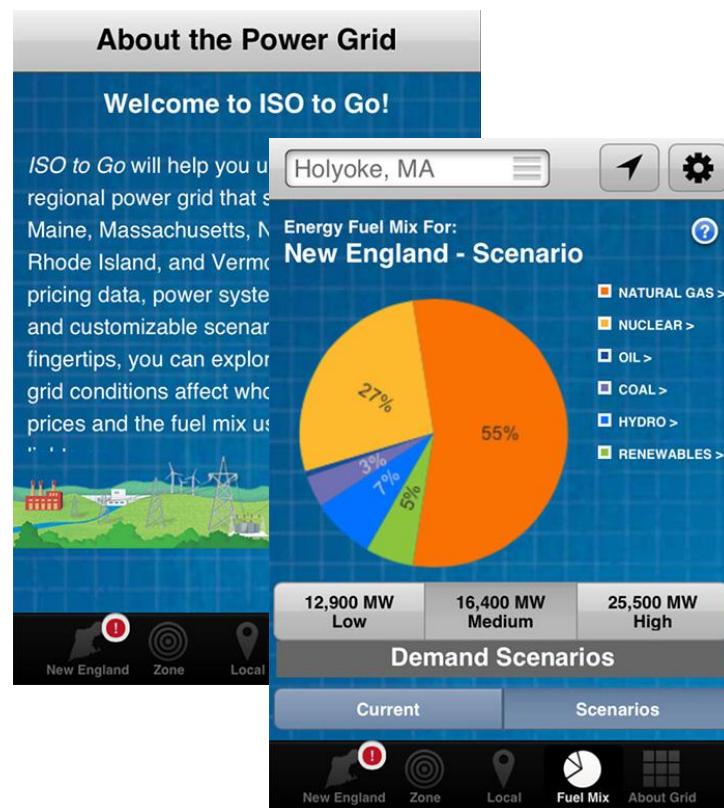 About the Power Grid
Welcome to ISO to Go!
ISO to Go will help you u
regional power grid that s
Maine, Massachusetts, N
Rhode Island, and Vermo
pricing data, power syste
and customizable scenar
fingertips, you can explor
grid conditions affect who
prices and the fuel mix us
New England
Zone
Local
Holyoke, MA
Energy Fuel Mix For:
New England - Scenario
?
NATURAL GAS >
NUCLEAR >
OIL >
COAL >
HYDRO >
RENEWABLES >
27%
55%
3%
7%
5%
12,900 MW
Low
16,400 MW
Medium
25,500 MW
High
Demand Scenarios
Current
Scenarios
New England
Zone
Local
Fuel Mix
About Grid